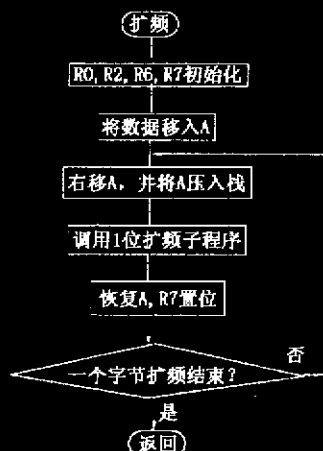 扩频
R0, R2, R6, R7初始化
将数据移入A
右移A, 并将A压入栈
调用1位扩频子程序
恢复A, R7置位
一个字节扩频结束?
否
是
返回